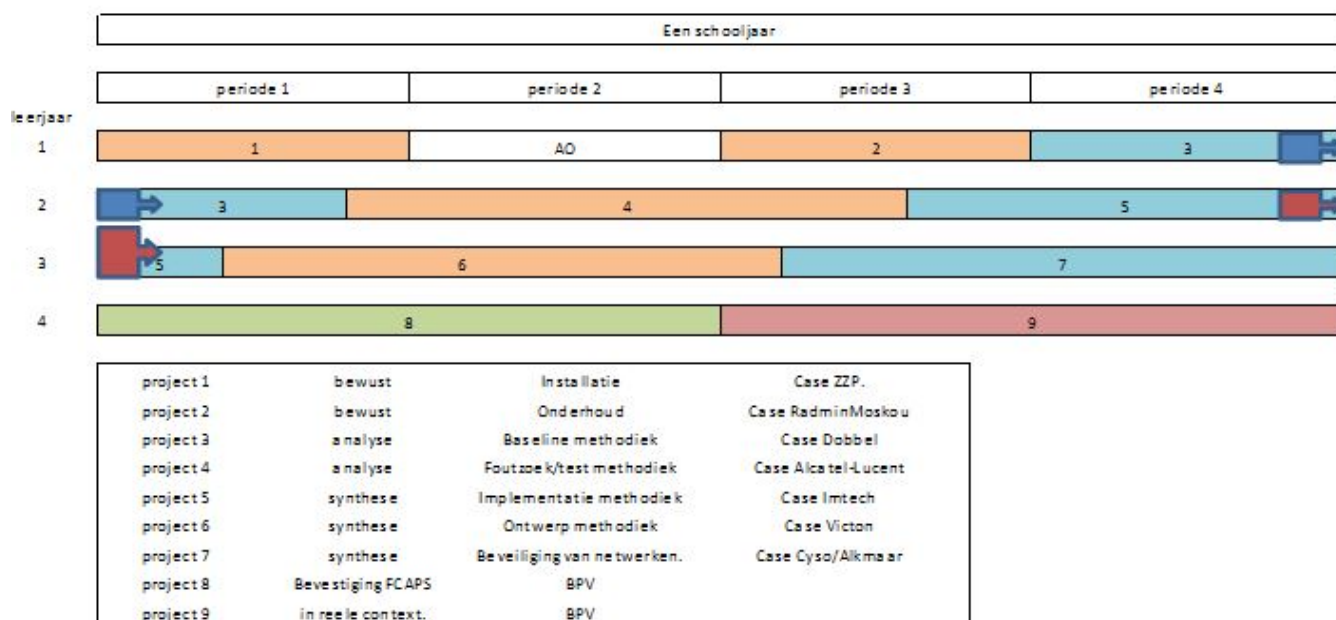 Een schooljaar
periode 1 periode 2 periode 3 periode 4
leerjaar
1 1 AO 2 3
2 3 4 5
3 5 6 7
4 8 9
project 1 bewust Installatie Case ZZP.
project 2 bewust Onderhoud Case RadminMoskou
project 3 analyse Baseline methodiek Case Dobbel
project 4 analyse Foutzoek/test methodiek Case Alcatel-Lucent
project 5 synthese Implementatie methodiek Case Imtech
project 6 synthese Ontwerp methodiek Case Victon
project 7 synthese Beveiliging van netwerken. Case Cyso/Alkmaar
project 8 Bevestiging FCAPS BPV
project 9 in reele context. BPV